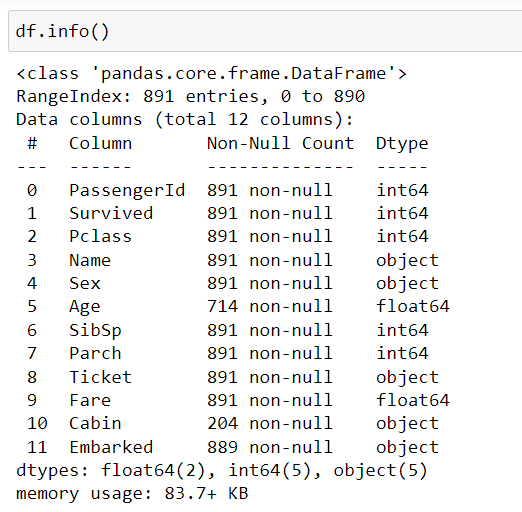 df.info()
<class 'pandas.core.frame.DataFrame'>
RangeIndex: 891 entries, 0 to 890
Data columns (total 12 columns):
 #   Column       Non-Null Count  Dtype
---  ------       --------------  -----
 0   PassengerId  891 non-null    int64
 1   Survived     891 non-null    int64
 2   Pclass       891 non-null    int64
 3   Name         891 non-null    object
 4   Sex          891 non-null    object
 5   Age          714 non-null    float64
 6   SibSp        891 non-null    int64
 7   Parch        891 non-null    int64
 8   Ticket       891 non-null    object
 9   Fare         891 non-null    float64
 10  Cabin        204 non-null    object
 11  Embarked     889 non-null    object
dtypes: float64(2), int64(5), object(5)
memory usage: 83.7+ KB